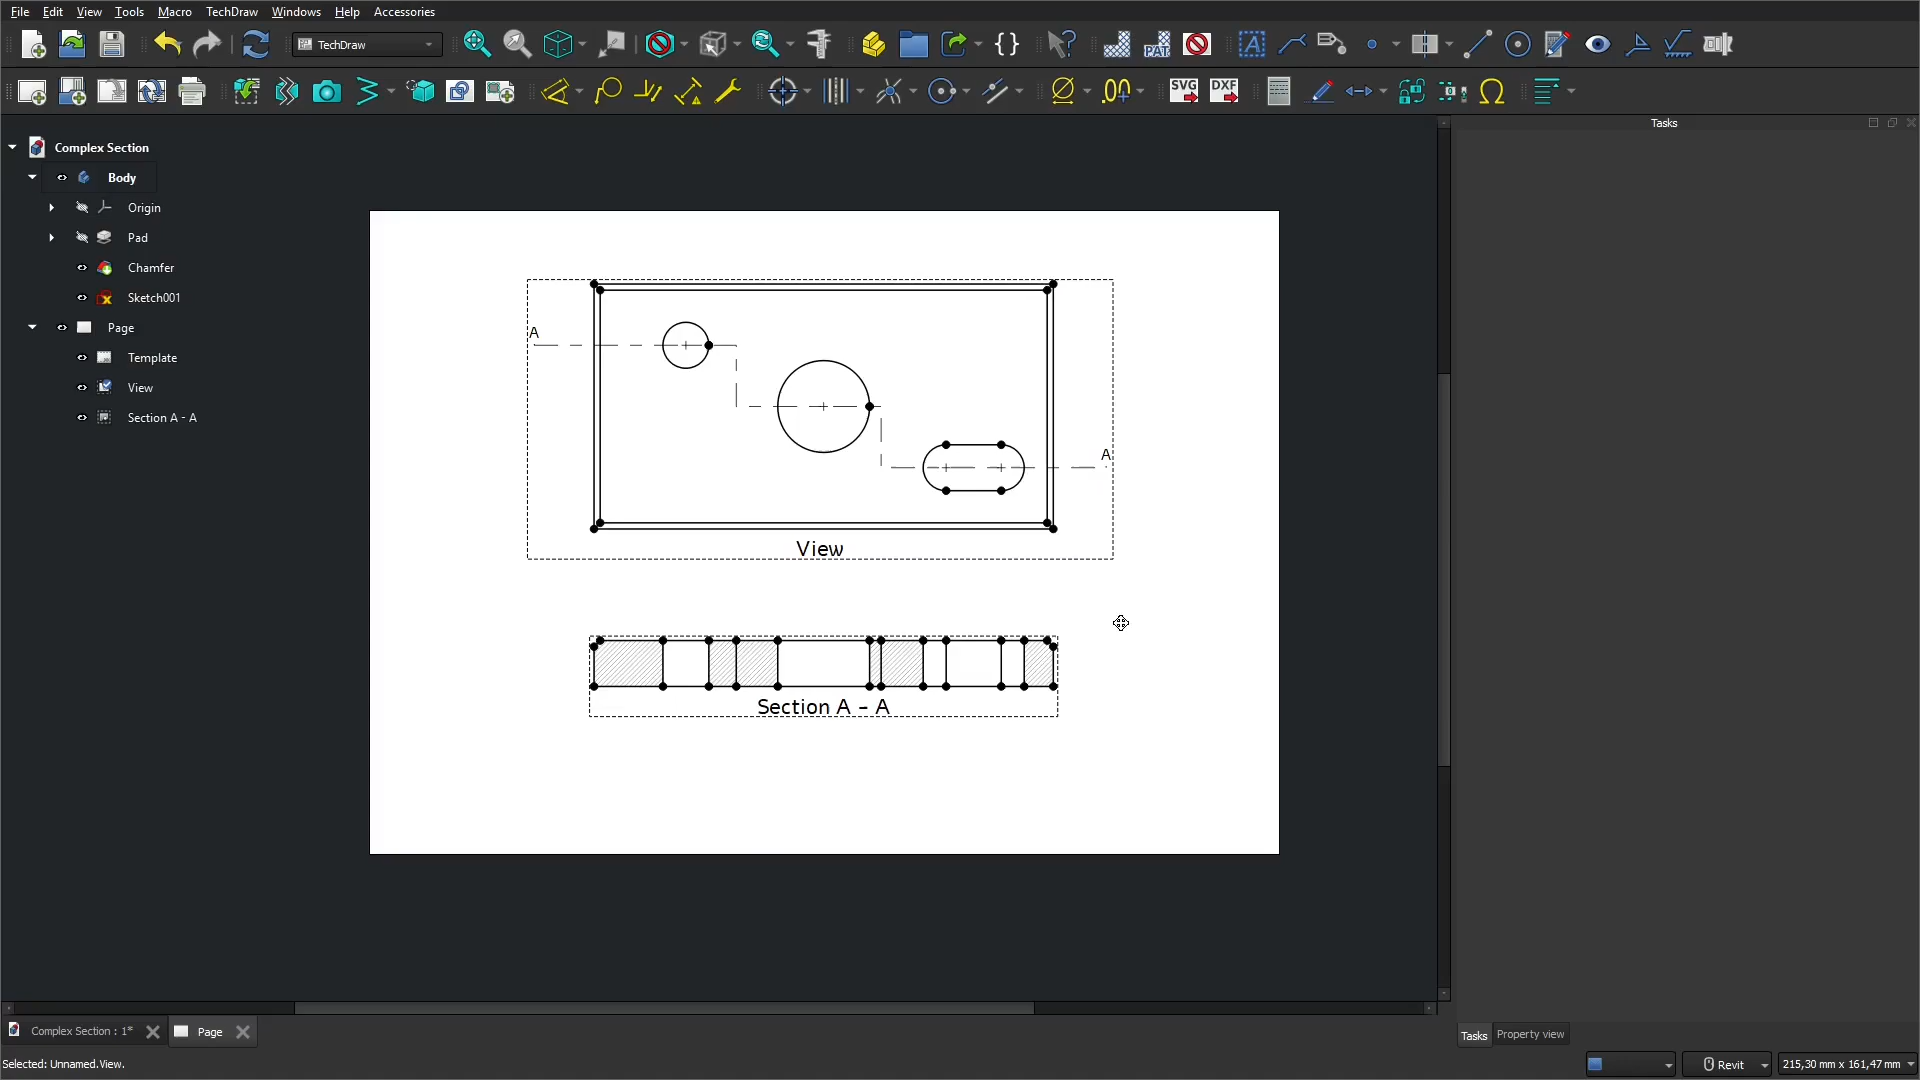 File Edit View Tools Macro TechDraw Windows Help Accessories
TechDraw
PAT
SVG
DXF
Tasks
Complex Section
Body
Origin
Pad
Chamfer
Sketch001
Page
Template
View
Section A - A
A
A
View
Section A - A
Complex Section : 1*
Page
Tasks
Property view
Selected: Unnamed.View.
Revit
215,30 mm x 161,47 mm